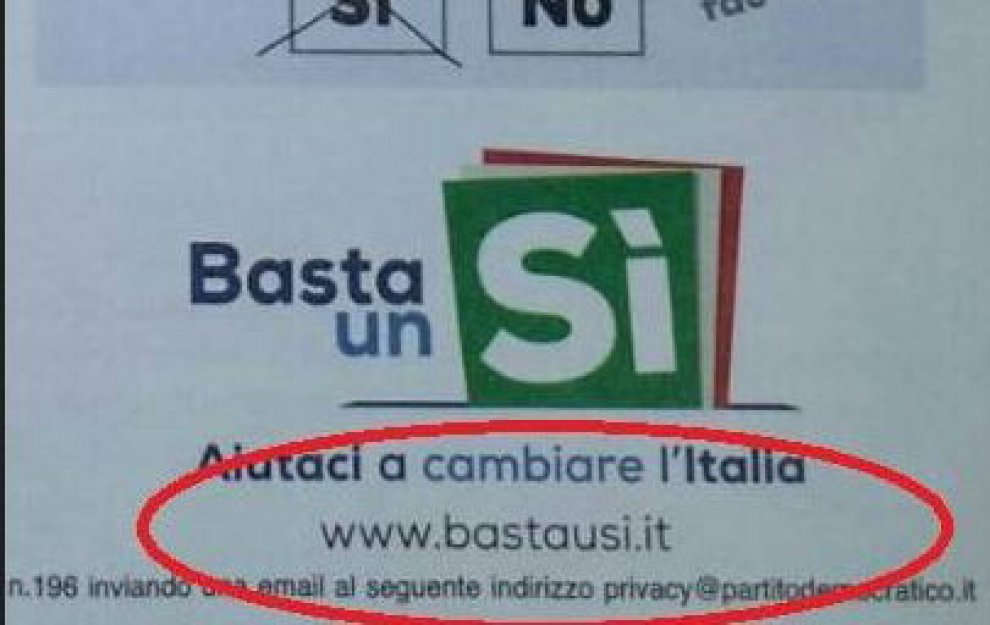 Sì NO
Basta
un
Sì
Aiutaci a cambiare l'Italia
www.bastausi.it
n.196 inviando una email al seguente indirizzo privacy@partitodemocratico.it